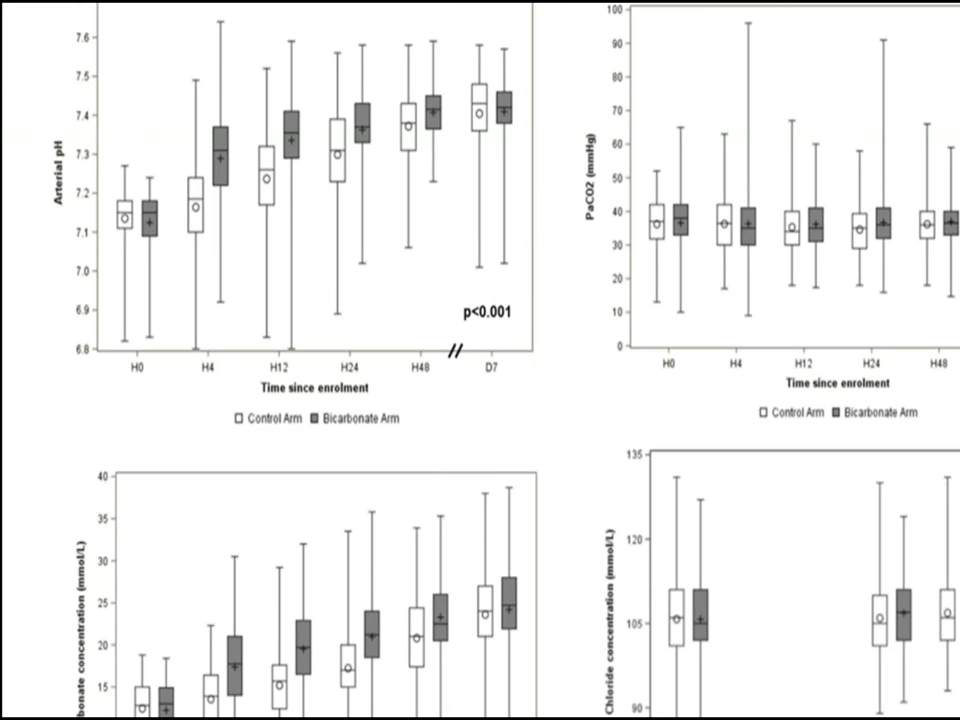 7.6
7.5
7.4
7.3
7.2
7.1
7.0
6.9
6.8
Arterial pH
p<0.001
H0 H4 H12 H24 H48 D7
Time since enrolment
Control Arm Bicarbonate Arm
100
90
80
70
60
50
40
30
20
10
0
PaCO2 (mmHg)
H0 H4 H12 H24 H48
Time since enrolment
Control Arm Bicarbonate Arm
40
35
30
25
20
15
bonate concentration (mmol/L)
135
120
105
90
Chloride concentration (mmol/L)